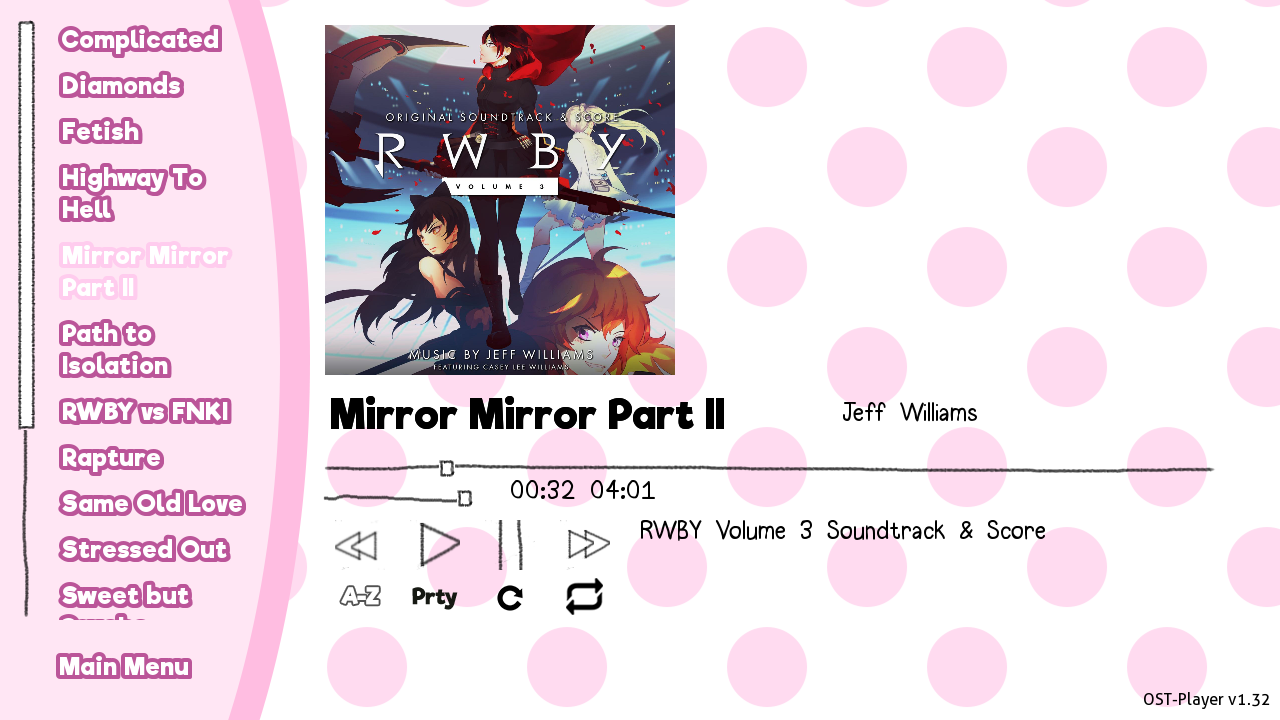 Complicated
Diamonds
Fetish
Highway To
Hell
Mirror Mirror
Part II
Path to
Isolation
RWBY vs FNKI
Rapture
Same Old Love
Stressed Out
Sweet but
Main Menu
ORIGINAL SOUNDTRACK & SCORE
RWBY
VOLUME 3
MUSIC BY JEFF WILLIAMS
FEATURING CASEY LEE WILLIAMS
Mirror Mirror Part II
Jeff Williams
00:32 04:01
RWBY Volume 3 Soundtrack & Score
A-Z Prty
OST-Player v1.32